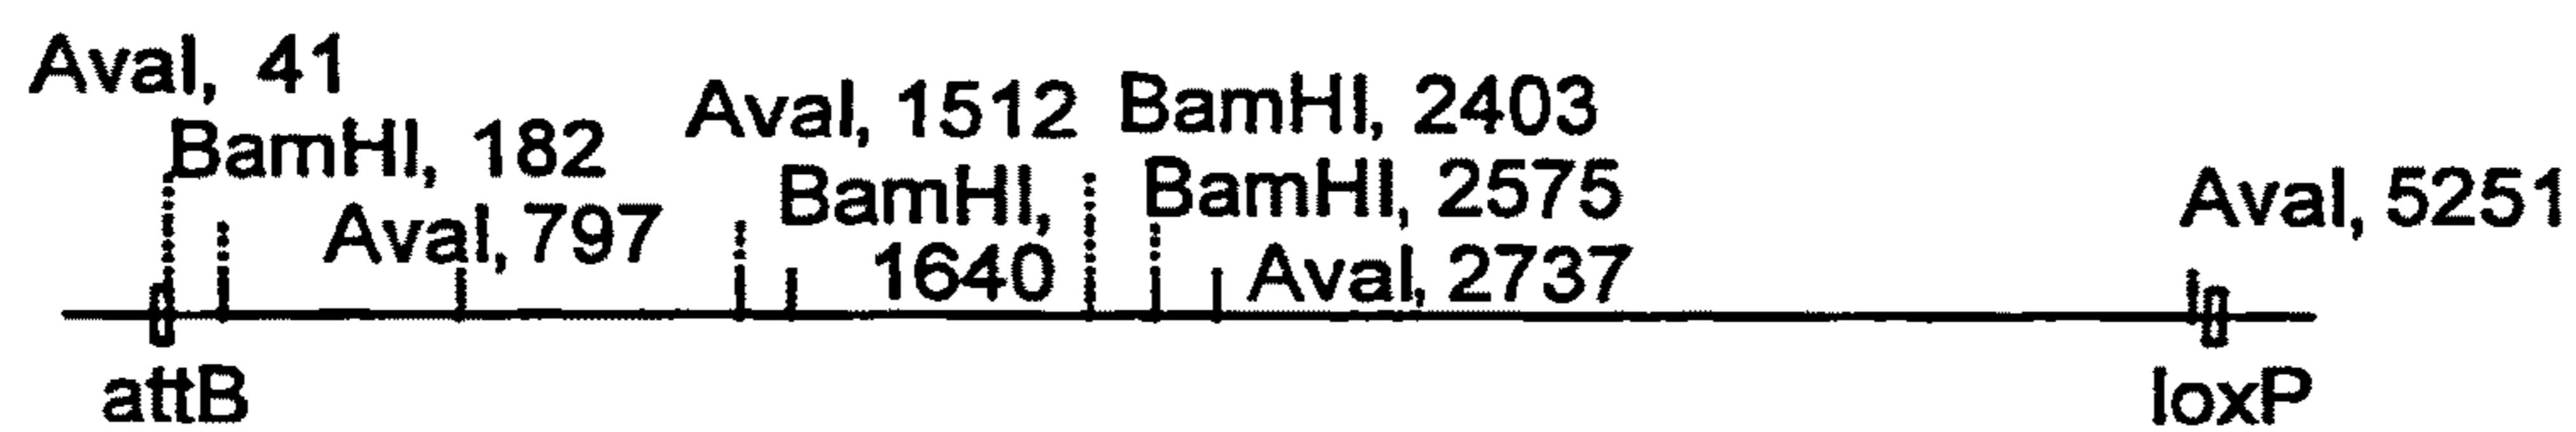 AvaI, 41
BamHI, 182
AvaI, 797
AvaI, 1512
BamHI,
1640
BamHI, 2403
BamHI, 2575
AvaI, 2737
AvaI, 5251
attB
loxP